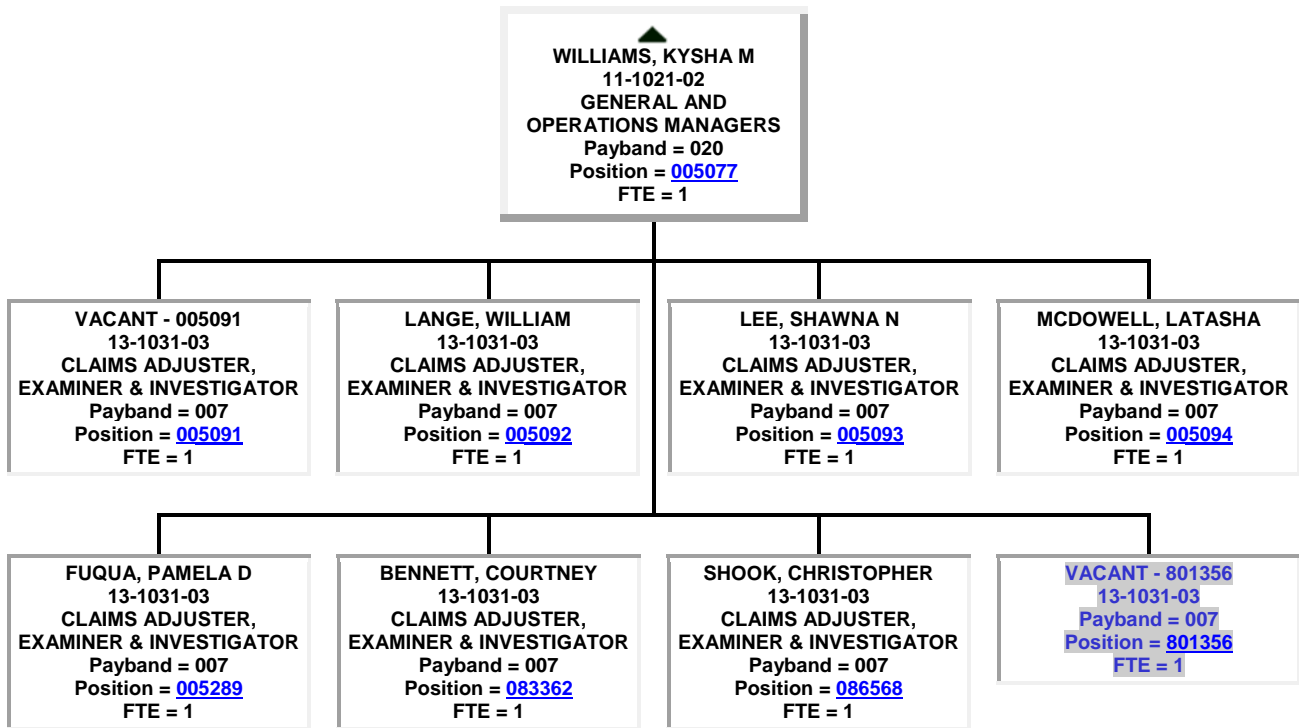 WILLIAMS, KYSHA M
11-1021-02
GENERAL AND
OPERATIONS MANAGERS
Payband = 020
Position = 005077
FTE = 1
VACANT - 005091
13-1031-03
CLAIMS ADJUSTER,
EXAMINER & INVESTIGATOR
Payband = 007
Position = 005091
FTE = 1
LANGE, WILLIAM
13-1031-03
CLAIMS ADJUSTER,
EXAMINER & INVESTIGATOR
Payband = 007
Position = 005092
FTE = 1
LEE, SHAWNA N
13-1031-03
CLAIMS ADJUSTER,
EXAMINER & INVESTIGATOR
Payband = 007
Position = 005093
FTE = 1
MCDOWELL, LATASHA
13-1031-03
CLAIMS ADJUSTER,
EXAMINER & INVESTIGATOR
Payband = 007
Position = 005094
FTE = 1
FUQUA, PAMELA D
13-1031-03
CLAIMS ADJUSTER,
EXAMINER & INVESTIGATOR
Payband = 007
Position = 005289
FTE = 1
BENNETT, COURTNEY
13-1031-03
CLAIMS ADJUSTER,
EXAMINER & INVESTIGATOR
Payband = 007
Position = 083362
FTE = 1
SHOOK, CHRISTOPHER
13-1031-03
CLAIMS ADJUSTER,
EXAMINER & INVESTIGATOR
Payband = 007
Position = 086568
FTE = 1
VACANT - 801356
13-1031-03
Payband = 007
Position = 801356
FTE = 1